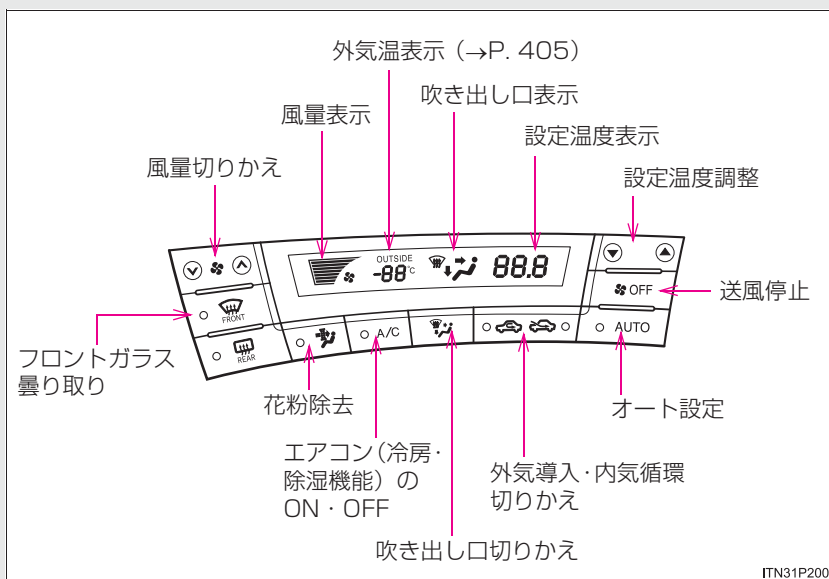 外気温表示（→P. 405）
吹き出し口表示
風量表示
設定温度表示
風量切りかえ
設定温度調整
OUTSIDE
-88℃
88.8
OFF
送風停止
FRONT
REAR
A/C
AUTO
フロントガラス
曇り取り
花粉除去
オート設定
エアコン（冷房・
除湿機能）の
ON・OFF
外気導入・内気循環
切りかえ
吹き出し口切りかえ
ITN31P200